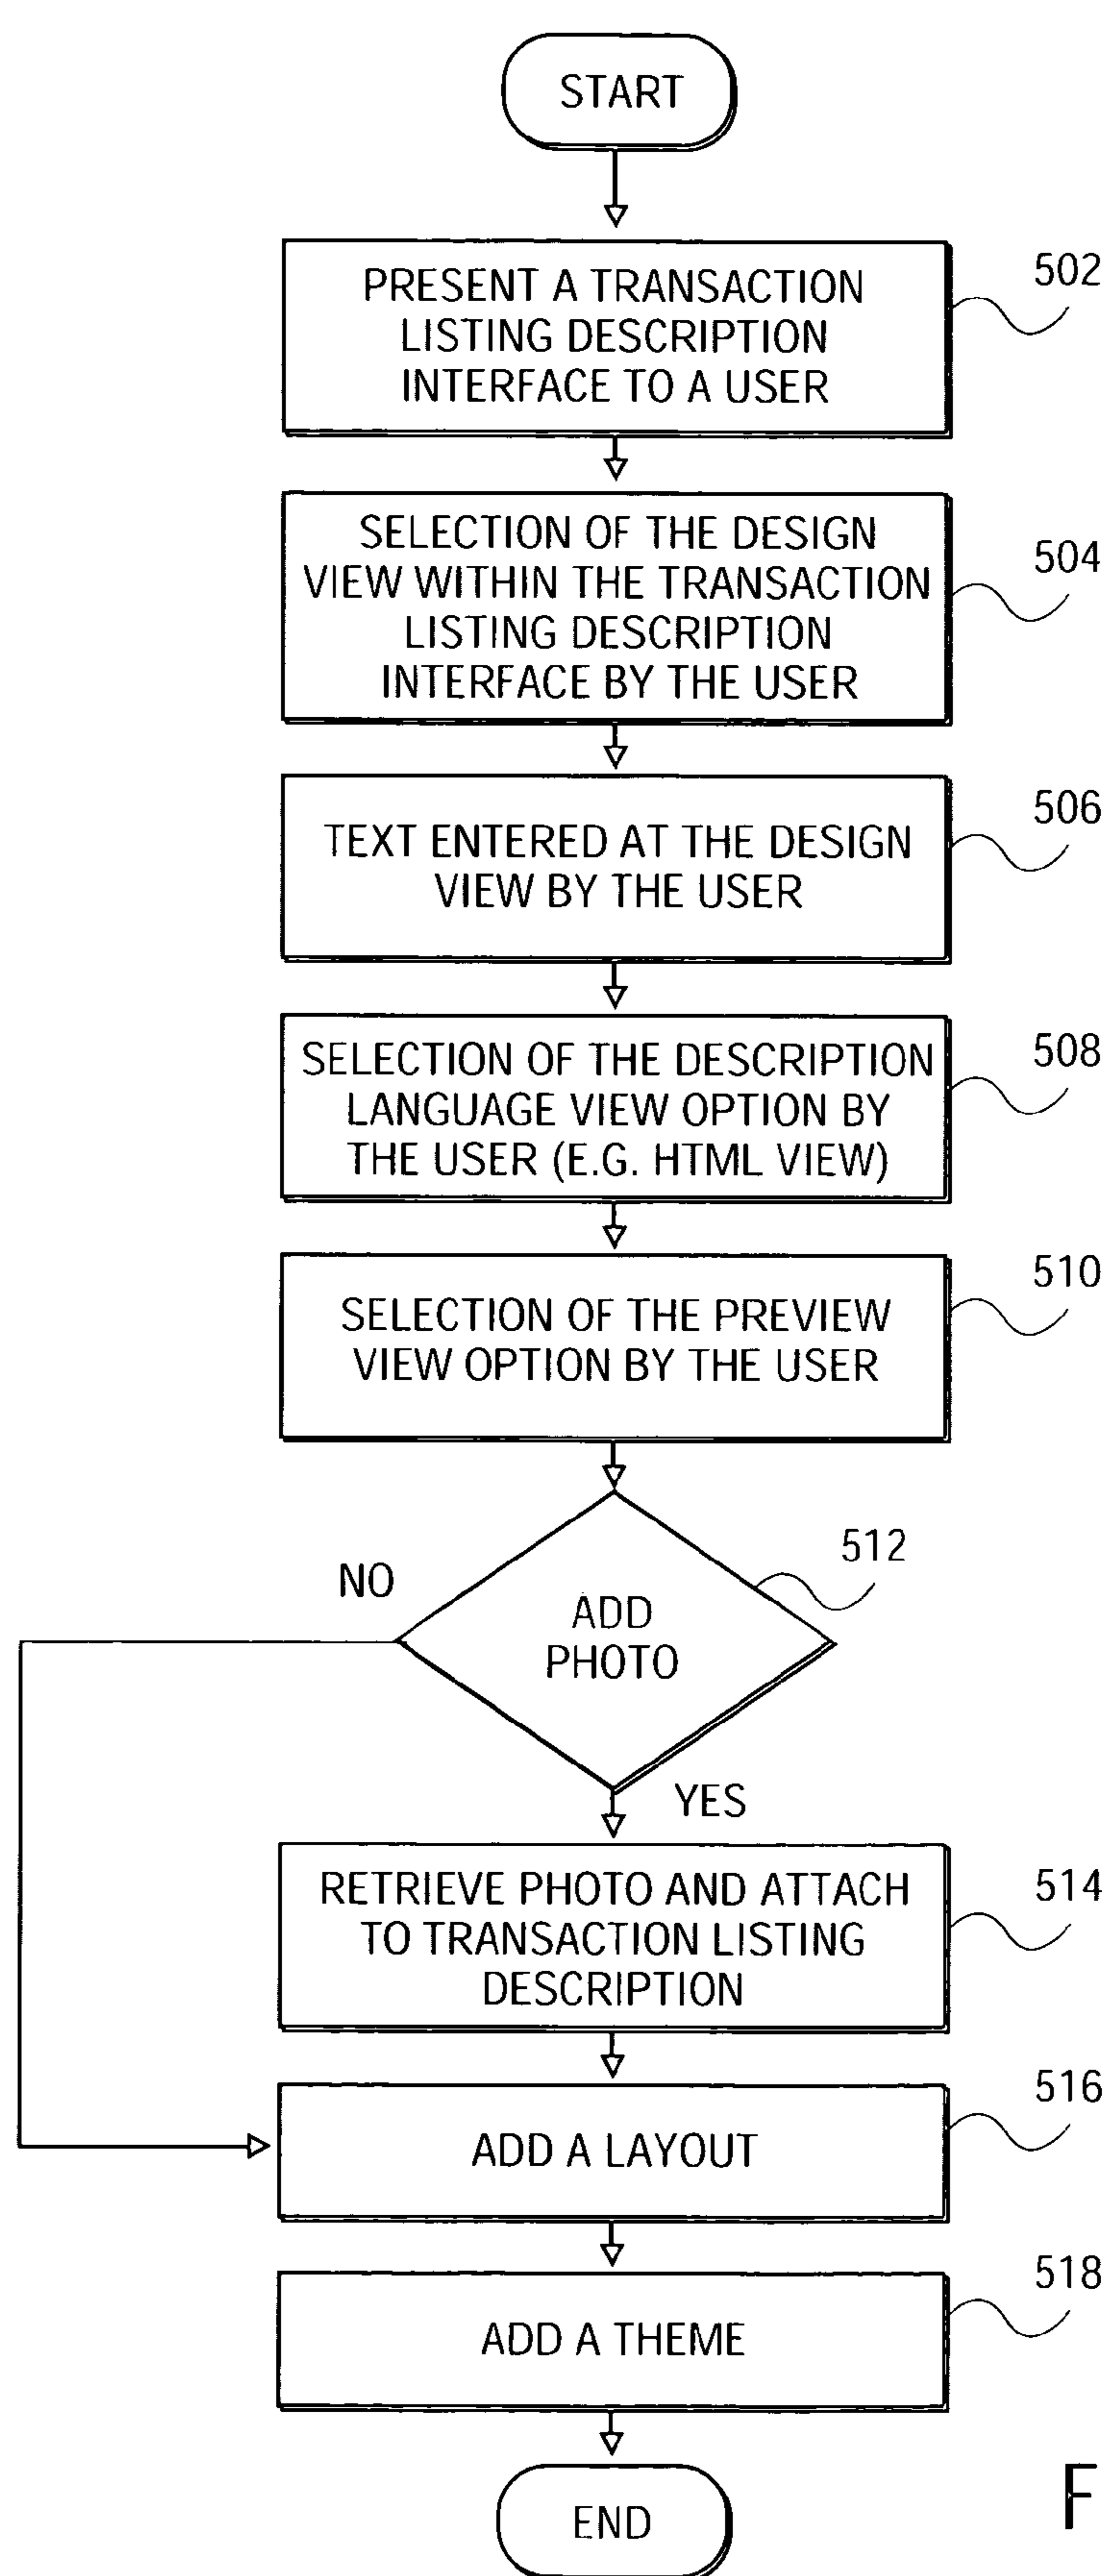 START
PRESENT A TRANSACTION
LISTING DESCRIPTION
INTERFACE TO A USER
502
SELECTION OF THE DESIGN
VIEW WITHIN THE TRANSACTION
LISTING DESCRIPTION
INTERFACE BY THE USER
504
TEXT ENTERED AT THE DESIGN
VIEW BY THE USER
506
SELECTION OF THE DESCRIPTION
LANGUAGE VIEW OPTION BY
THE USER (E.G. HTML VIEW)
508
SELECTION OF THE PREVIEW
VIEW OPTION BY THE USER
510
NO
ADD
PHOTO
512
YES
RETRIEVE PHOTO AND ATTACH
TO TRANSACTION LISTING
DESCRIPTION
514
ADD A LAYOUT
516
ADD A THEME
518
END
F